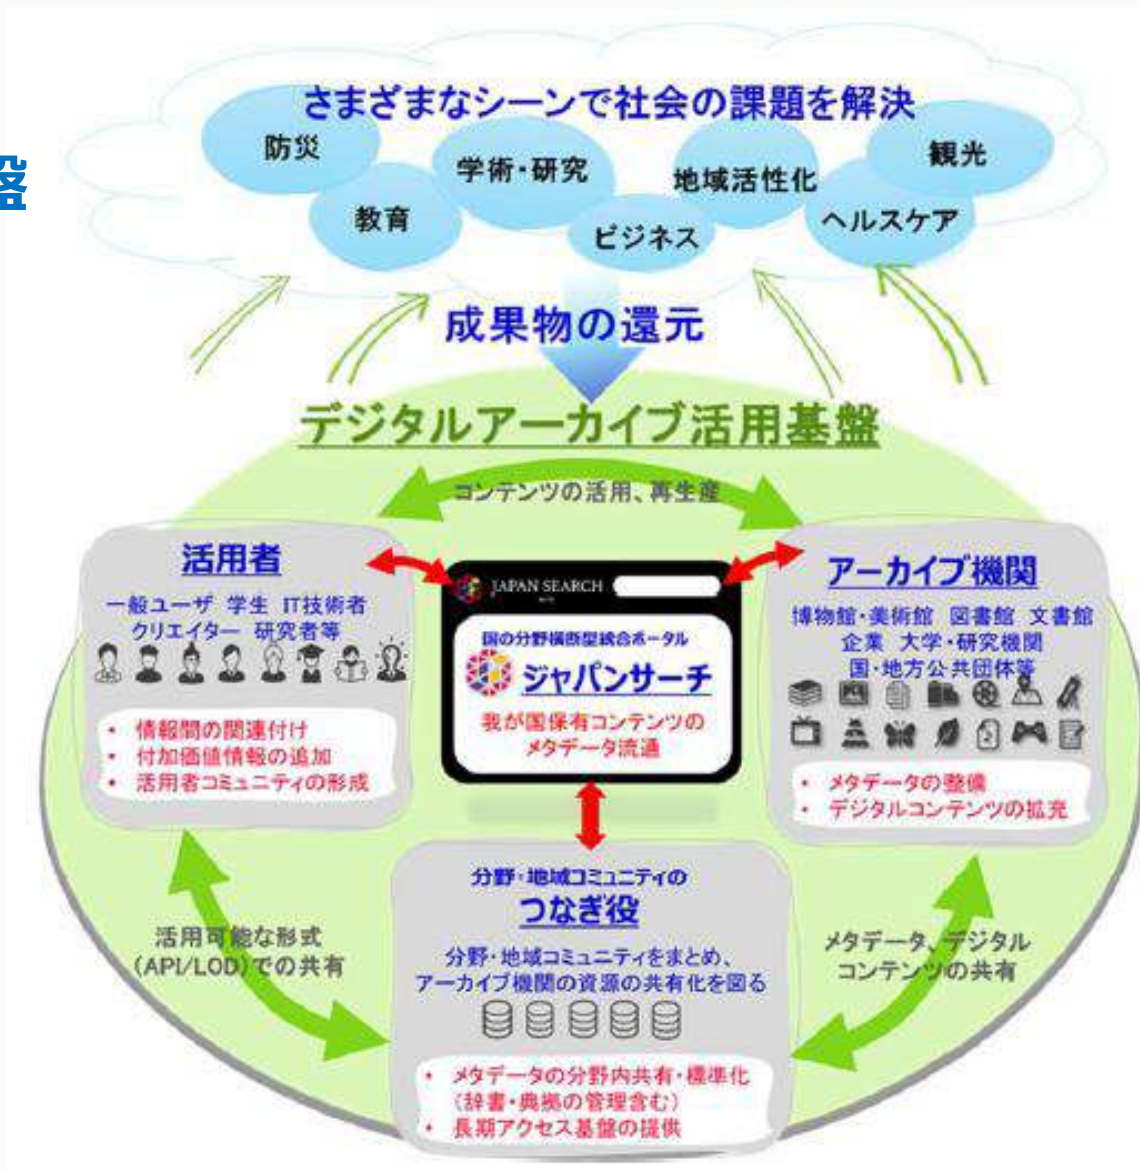 盤
さまざまなシーンで社会の課題を解決
防災
教育
学術・研究
ビジネス
地域活性化
ヘルスケア
観光
成果物の還元
デジタルアーカイブ活用基盤
コンテンツの活用、再生産
活用者
一般ユーザ 学生 IT技術者
クリエイター 研究者等
・ 情報間の関連付け
・ 付加価値情報の追加
・ 活用者コミュニティの形成
JAPAN SEARCH
国の分野横断型統合ポータル
ジャパンサーチ
我が国保有コンテンツの
メタデータ流通
アーカイブ機関
博物館・美術館 図書館 文書館
企業 大学・研究機関
国・地方公共団体等
・ メタデータの整備
・ デジタルコンテンツの拡充
分野・地域コミュニティの
つなぎ役
分野・地域コミュニティをまとめ、
アーカイブ機関の資源の共有化を図る
・ メタデータの分野内共有・標準化
(辞書・典拠の管理含む)
・ 長期アクセス基盤の提供
活用可能な形式
(API/LOD)での共有
メタデータ、デジタル
コンテンツの共有